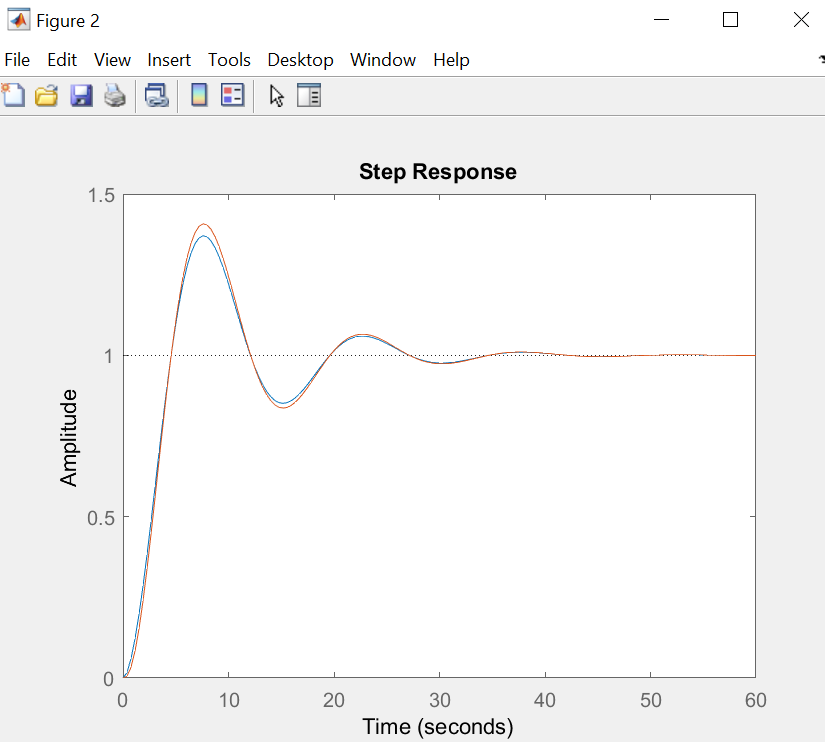 Figure 2
File Edit View Insert Tools Desktop Window Help
Step Response
1.5
1
0.5
0
Amplitude
0 10 20 30 40 50 60
Time (seconds)